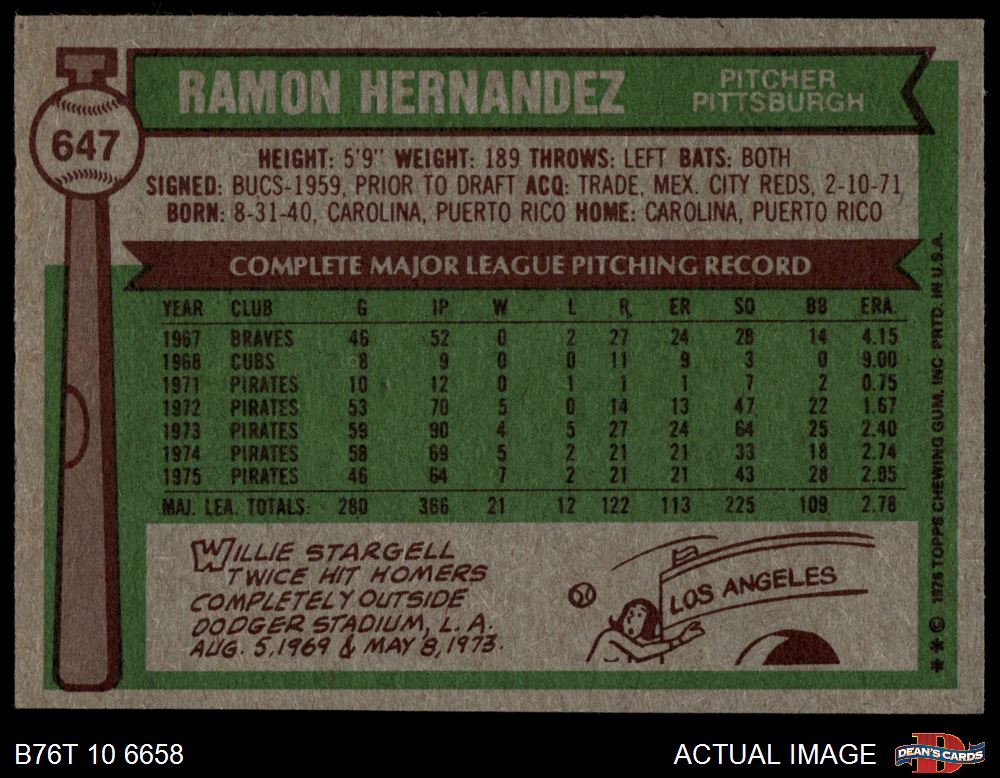 647
RAMON HERNANDEZ
PITCHER
PITTSBURGH
HEIGHT: 5'9" WEIGHT: 189 THROWS: LEFT BATS: BOTH
SIGNED: BUCS-1959, PRIOR TO DRAFT ACQ: TRADE, MEX. CITY REDS, 2-10-71
BORN: 8-31-40, CAROLINA, PUERTO RICO HOME: CAROLINA, PUERTO RICO
COMPLETE MAJOR LEAGUE PITCHING RECORD
YEAR CLUB G IP W L R ER SO BB ERA.
1967 BRAVES 46 52 0 2 27 24 28 14 4.15
1968 CUBS 8 9 0 0 11 9 3 0 9.00
1971 PIRATES 10 12 0 1 1 1 7 2 0.75
1972 PIRATES 53 70 5 0 14 13 47 22 1.67
1973 PIRATES 59 90 4 5 27 24 64 25 2.40
1974 PIRATES 58 69 5 2 21 21 33 18 2.74
1975 PIRATES 46 64 7 2 21 21 43 28 2.95
MAJ. LEA. TOTALS: 280 366 21 12 122 113 225 109 2.78
WILLIE STARGELL
TWICE HIT HOMERS
COMPLETELY OUTSIDE
DODGER STADIUM, L.A.
AUG. 5, 1969 & MAY 8, 1973.
LOS ANGELES
** © 1976 TOPPS CHEWING GUM, INC PRTD. IN U.S.A.
B76T 10 6658
ACTUAL IMAGE
D
DEAN'S CARDS